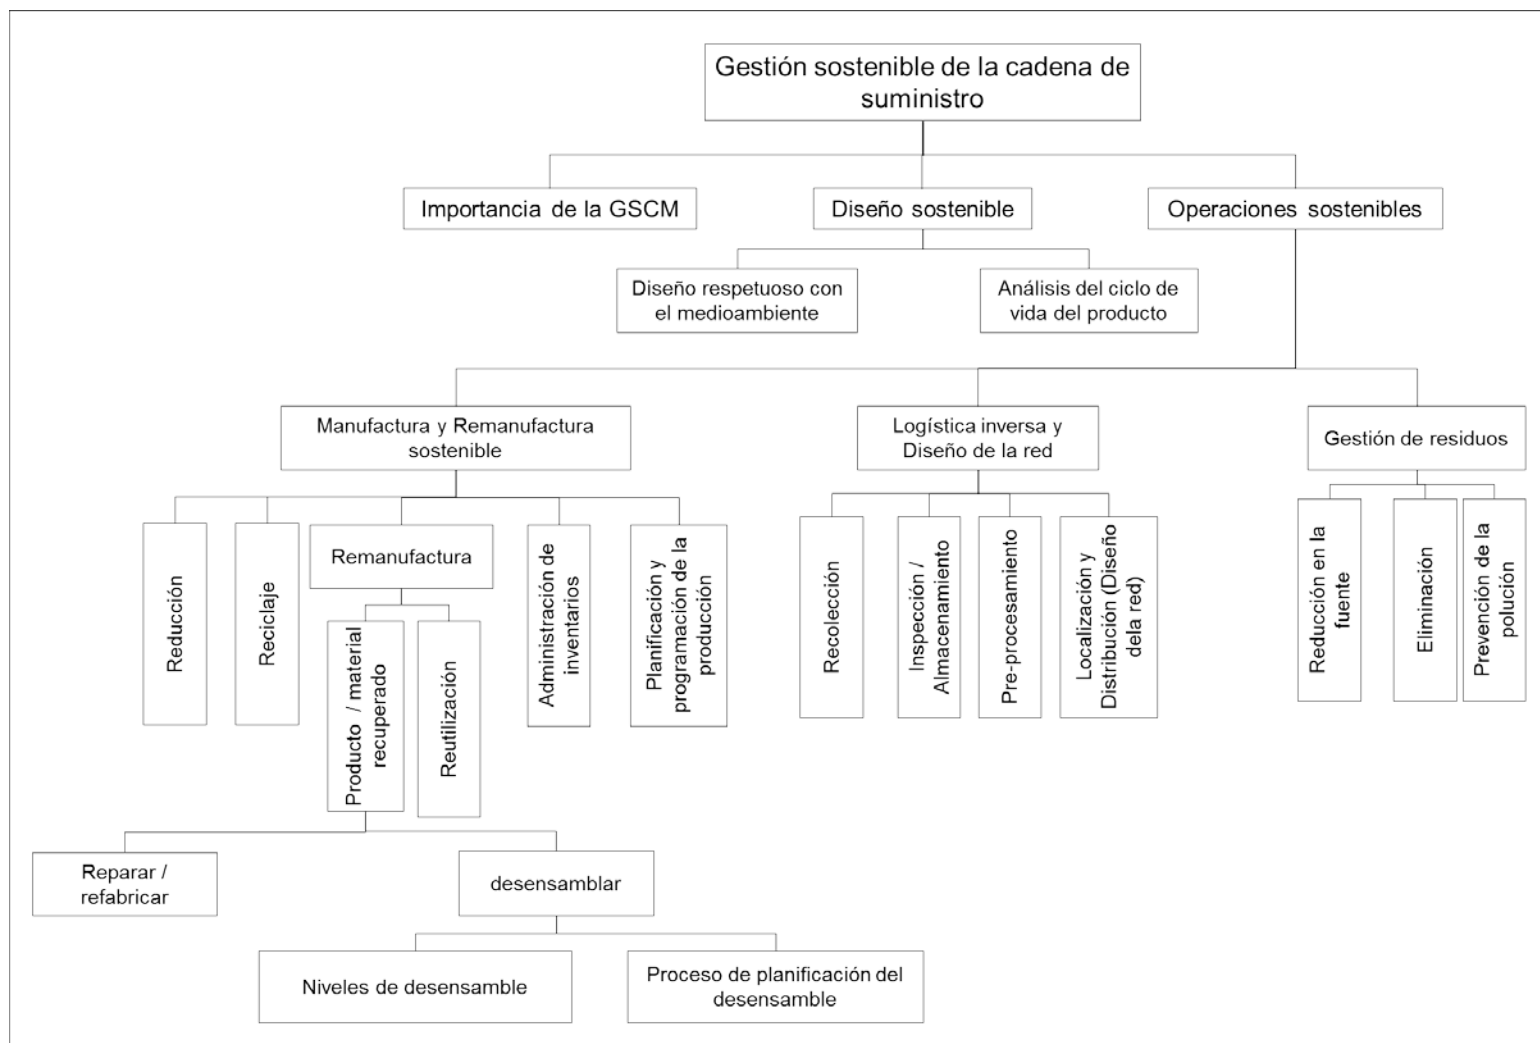 Gestión sostenible de la cadena de
suministro
Importancia de la GSCM
Diseño sostenible
Operaciones sostenibles
Diseño respetuoso con
el medioambiente
Análisis del ciclo de
vida del producto
Manufactura y Remanufactura
sostenible
Logística inversa y
Diseño de la red
Gestión de residuos
Reducción
Reciclaje
Remanufactura
Producto / material
recuperado
Reutilización
Administración de
inventarios
Planificación y
programación de la
producción
Recolección
Inspección /
Almacenamiento
Pre-procesamiento
Localización y
Distribución (Diseño
dela red)
Reducción en la
fuente
Eliminación
Prevención de la
polución
Reparar /
refabricar
desensamblar
Niveles de desensamble
Proceso de planificación del
desensamble